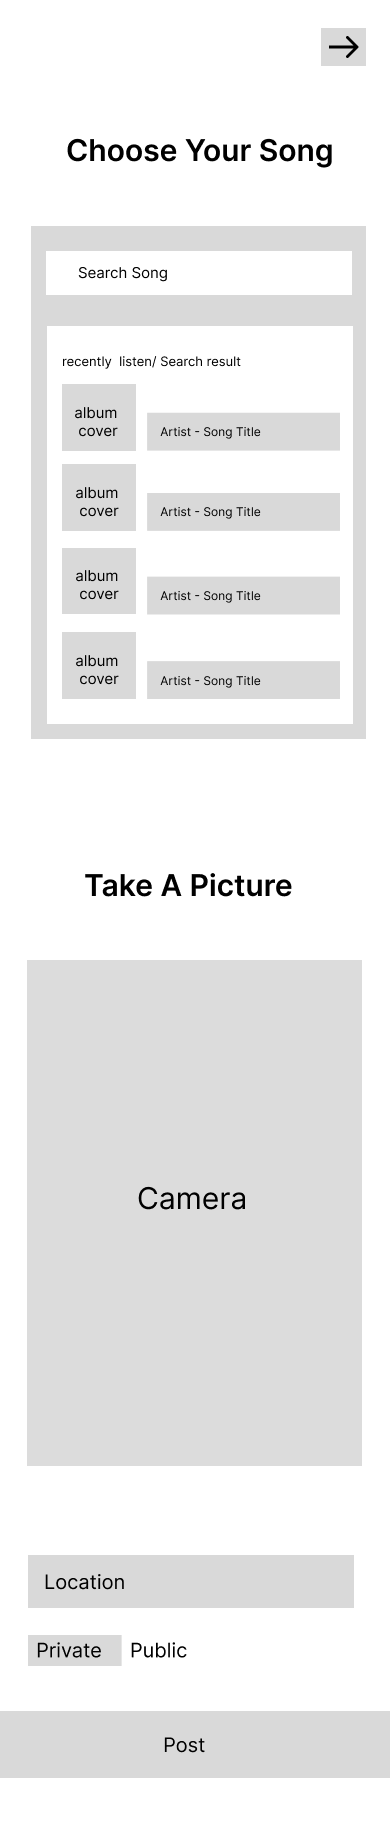 Choose Your Song
Search Song
recently  listen/ Search result
album
cover
Artist - Song Title
album
cover
Artist - Song Title
album
cover
Artist - Song Title
album
cover
Artist - Song Title
Take A Picture
Camera
Location
Private Public
Post